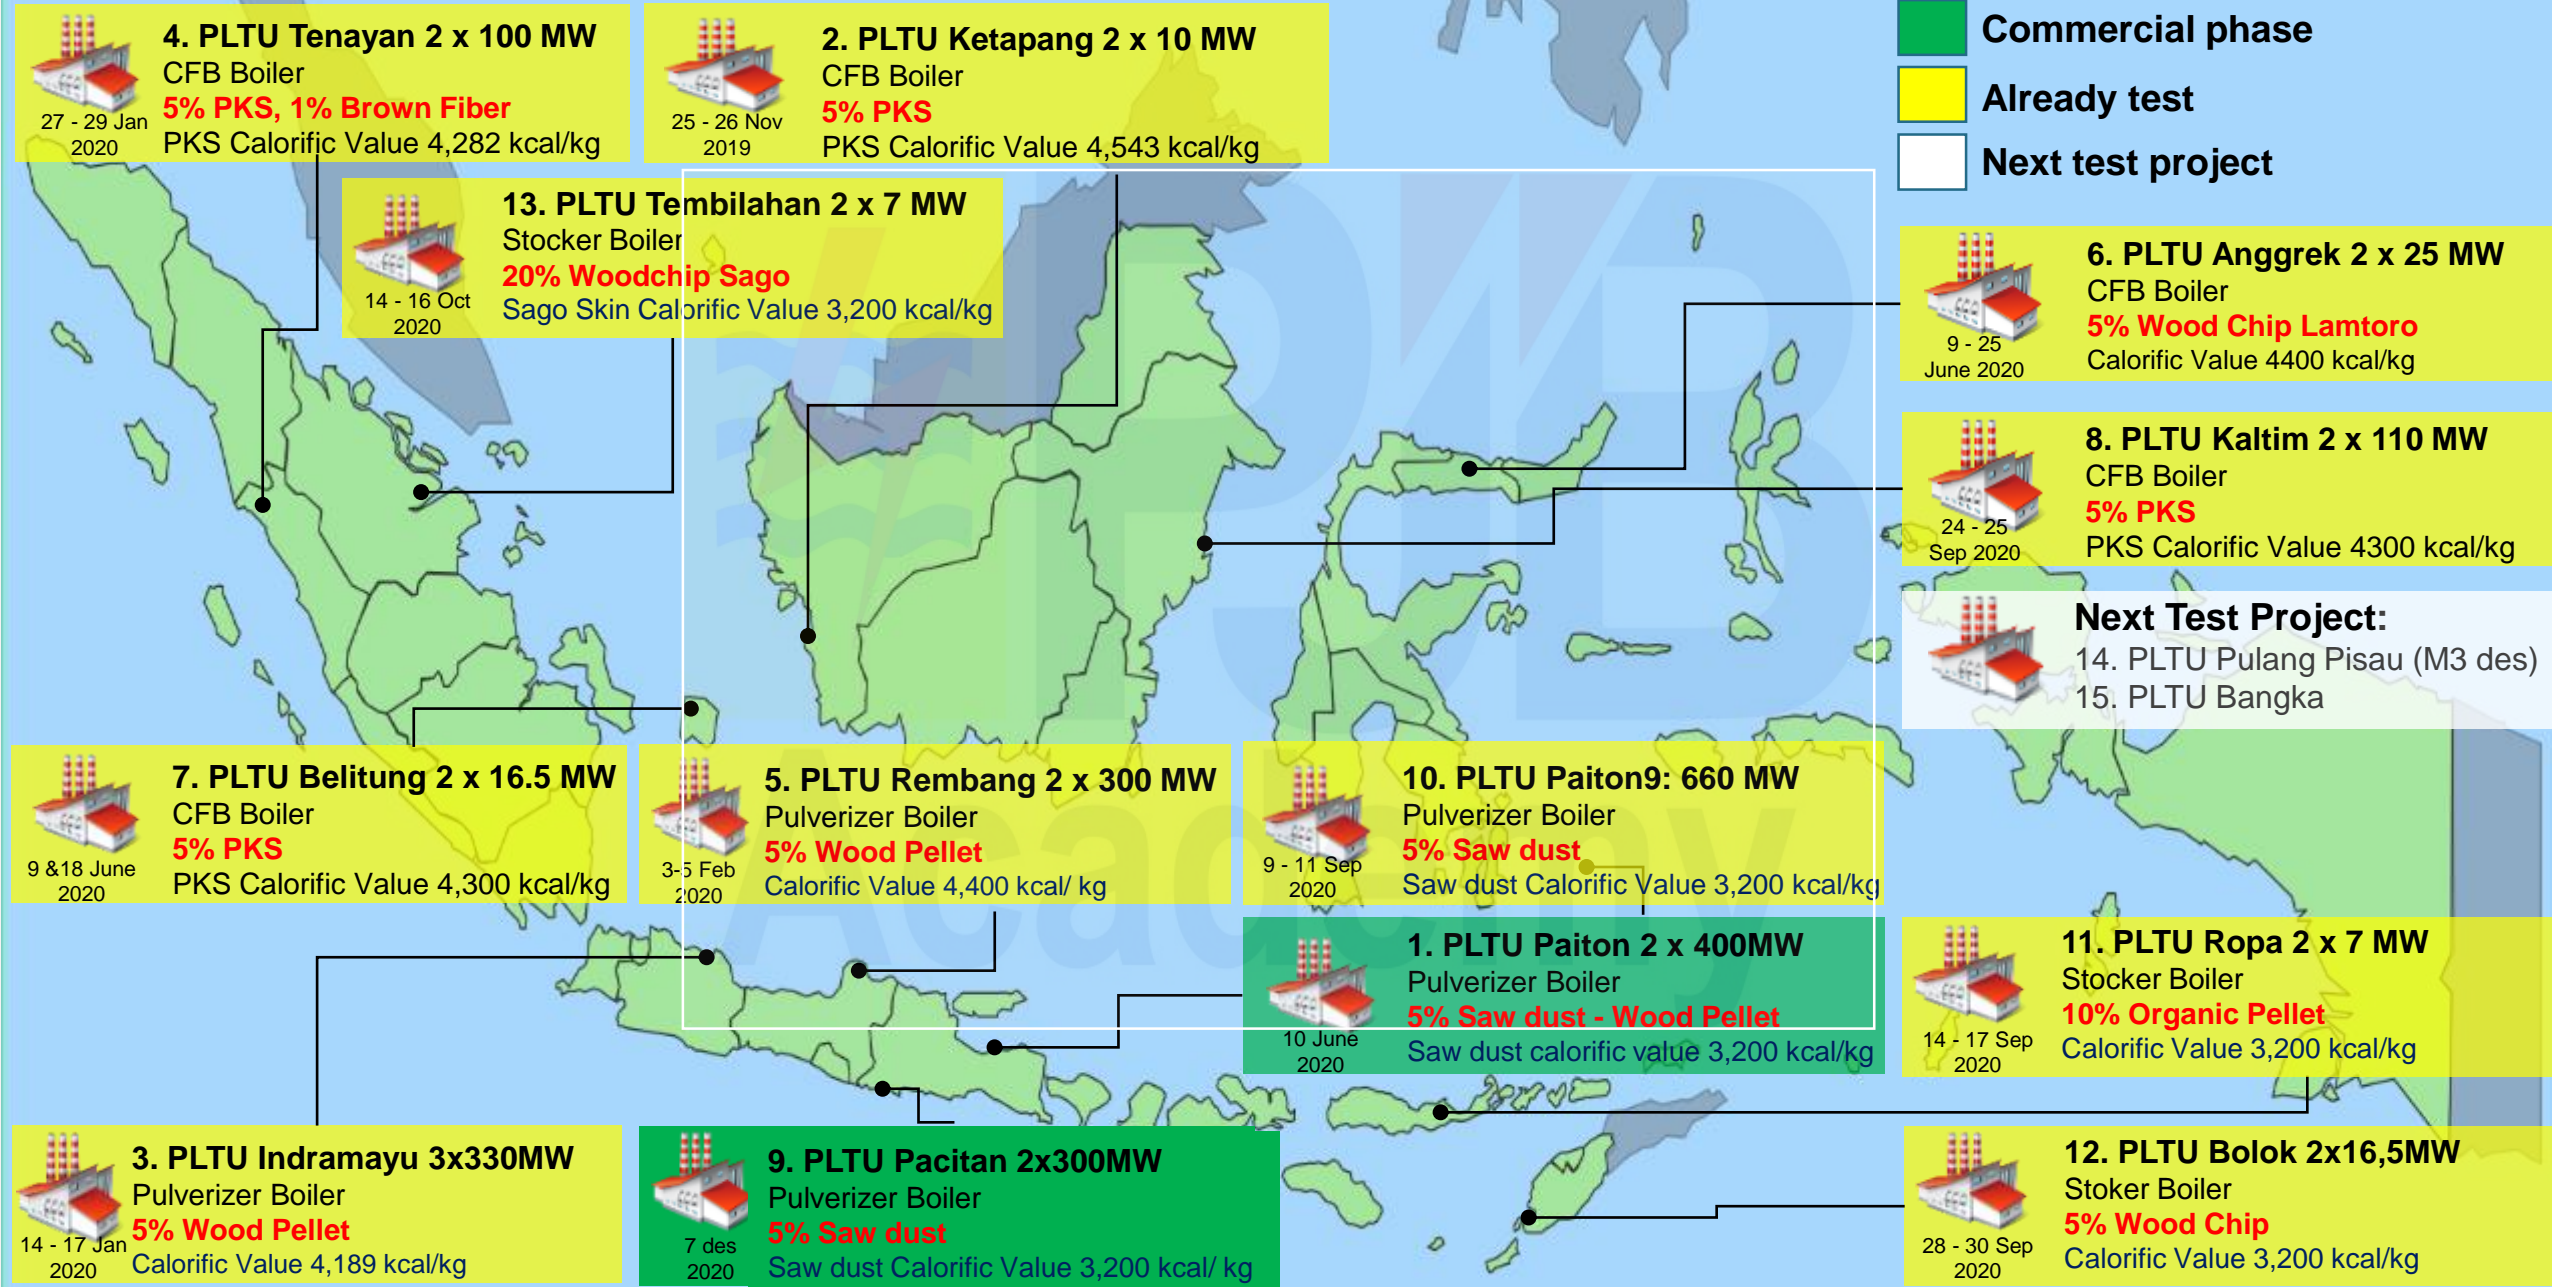 4. PLTU Tenayan 2 x 100 MW
CFB Boiler
5% PKS, 1% Brown Fiber
PKS Calorific Value 4,282 kcal/kg
27 - 29 Jan
2020
2. PLTU Ketapang 2 x 10 MW
CFB Boiler
5% PKS
PKS Calorific Value 4,543 kcal/kg
25 - 26 Nov
2019
Commercial phase
Already test
Next test project
13. PLTU Tembilahan 2 x 7 MW
Stocker Boiler
20% Woodchip Sago
Sago Skin Calorific Value 3,200 kcal/kg
14 - 16 Oct
2020
6. PLTU Anggrek 2 x 25 MW
CFB Boiler
5% Wood Chip Lamtoro
Calorific Value 4400 kcal/kg
9 - 25
June 2020
8. PLTU Kaltim 2 x 110 MW
CFB Boiler
5% PKS
PKS Calorific Value 4300 kcal/kg
24 - 25
Sep 2020
Next Test Project:
14. PLTU Pulang Pisau (M3 des)
15. PLTU Bangka
PJB
Academy
7. PLTU Belitung 2 x 16.5 MW
CFB Boiler
5% PKS
PKS Calorific Value 4,300 kcal/kg
9 &18 June
2020
5. PLTU Rembang 2 x 300 MW
Pulverizer Boiler
5% Wood Pellet
Calorific Value 4,400 kcal/ kg
3-5 Feb
2020
10. PLTU Paiton9: 660 MW
Pulverizer Boiler
5% Saw dust
Saw dust Calorific Value 3,200 kcal/kg
9 - 11 Sep
2020
1. PLTU Paiton 2 x 400MW
Pulverizer Boiler
5% Saw dust - Wood Pellet
Saw dust calorific value 3,200 kcal/kg
10 June
2020
11. PLTU Ropa 2 x 7 MW
Stocker Boiler
10% Organic Pellet
Calorific Value 3,200 kcal/kg
14 - 17 Sep
2020
3. PLTU Indramayu 3x330MW
Pulverizer Boiler
5% Wood Pellet
Calorific Value 4,189 kcal/kg
14 - 17 Jan
2020
9. PLTU Pacitan 2x300MW
Pulverizer Boiler
5% Saw dust
Saw dust Calorific Value 3,200 kcal/ kg
7 des
2020
12. PLTU Bolok 2x16,5MW
Stoker Boiler
5% Wood Chip
Calorific Value 3,200 kcal/kg
28 - 30 Sep
2020